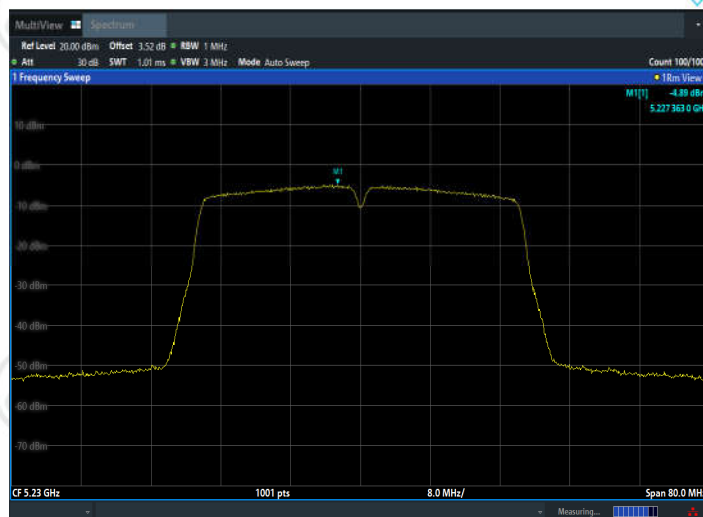 MultiView Spectrum
Ref Level 20.00 dBm Offset 3.52 dB RBW 1 MHz
Att 30 dB SWT 1.01 ms VBW 3 MHz Mode Auto Sweep Count 100/100
1 Frequency Sweep 1Rm View
M1[1] -4.89 dBm
5.227 363 0 GH
M1
10 dBm
0 dBm
-10 dBm
-20 dBm
-30 dBm
-40 dBm
-50 dBm
-60 dBm
-70 dBm
CF 5.23 GHz 1001 pts 8.0 MHz/ Span 80.0 MH
Measuring...